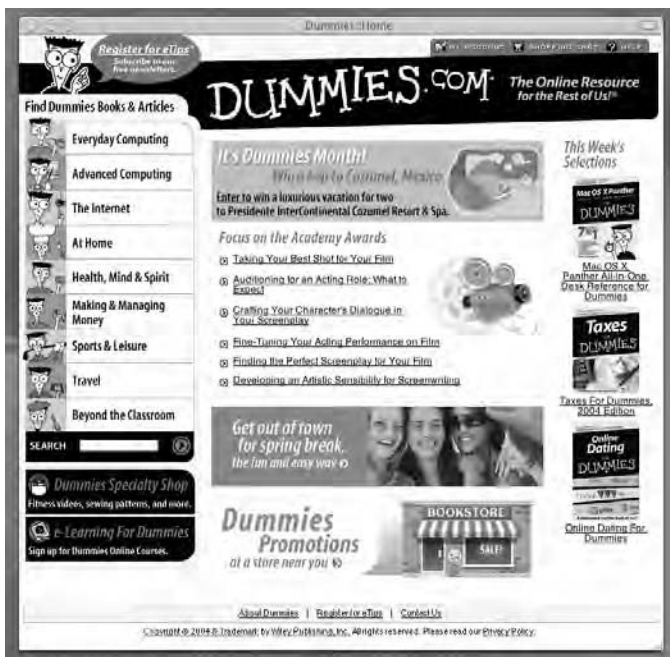 Dummies::Home
Register for eTips
Subscribe to our
free newsletters.
MY ACCOUNT SHOPPING CART HELP
DUMMIES.COM
The Online Resource
for the Rest of Us!®
Find Dummies Books & Articles
Everyday Computing
Advanced Computing
The Internet
At Home
Health, Mind & Spirit
Making & Managing
Money
Sports & Leisure
Travel
Beyond the Classroom
SEARCH
Dummies Specialty Shop
Fitness videos, sewing patterns, and more.
e-Learning For Dummies
Sign up for Dummies Online Courses.
It's Dummies Month!
Win a trip to Cozumel, Mexico
Enter to win a luxurious vacation for two
to Presidente InterContinental Cozumel Resort & Spa.
Focus on the Academy Awards
Taking Your Best Shot for Your Film
Auditioning for an Acting Role: What to
Expect
Crafting Your Character's Dialogue in
Your Screenplay
Fine-Tuning Your Acting Performance on Film
Finding the Perfect Screenplay for Your Film
Developing an Artistic Sensibility for Screenwriting
Get out of town
for spring break,
the fun and easy way
Dummies
Promotions
at a store near you
BOOKSTORE
SALE!
This Week's
Selections
Mac OS X Panther
DUMMIES
Mac OS X
Panther All-in-One
Desk Reference for
Dummies
Taxes
DUMMIES
Taxes For Dummies,
2004 Edition
Online
Dating
DUMMIES
Online Dating For
Dummies
About Dummies | Register for eTips | Contact Us
Copyright © 2004 & Trademark by Wiley Publishing, Inc. All rights reserved. Please read our Privacy Policy.